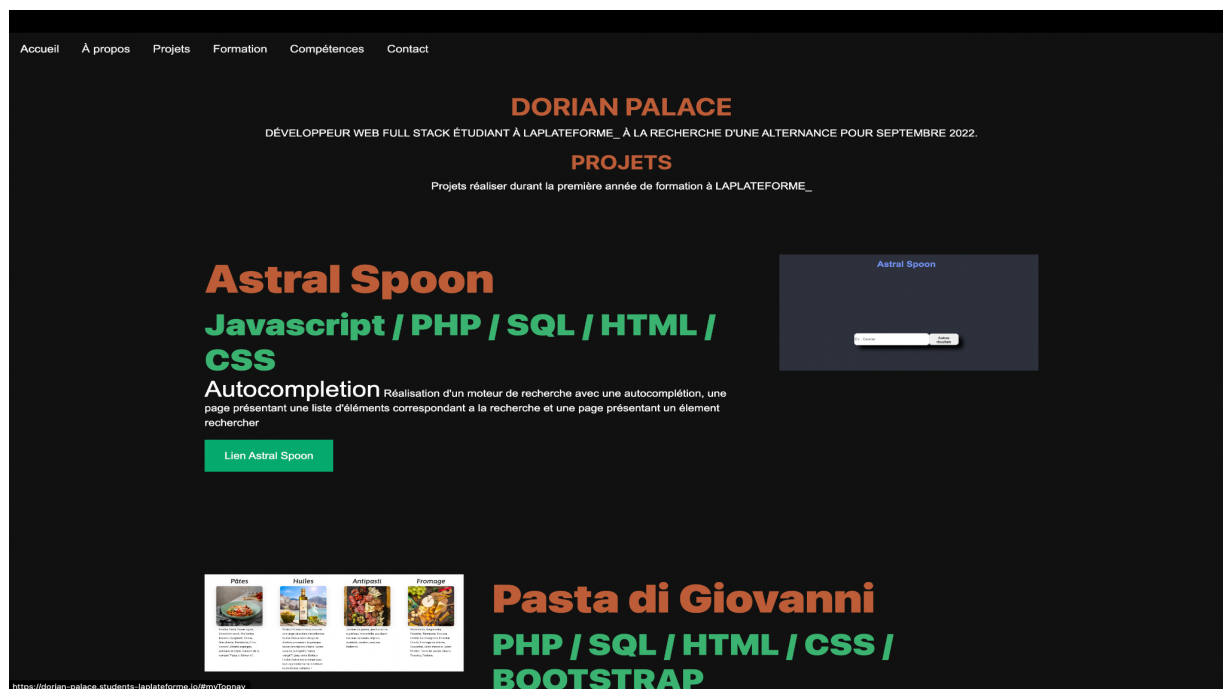 Accueil À propos Projets Formation Compétences Contact
DORIAN PALACE
DÉVELOPPEUR WEB FULL STACK ÉTUDIANT À LAPLATEFORME_ À LA RECHERCHE D'UNE ALTERNANCE POUR SEPTEMBRE 2022.
PROJETS
Projets réaliser durant la première année de formation à LAPLATEFORME_
Astral Spoon
Javascript / PHP / SQL / HTML /
CSS
Autocompletion Réalisation d'un moteur de recherche avec une autocomplétion, une
page présentant une liste d'éléments correspondant a la recherche et une page présentant un élement
rechercher
Lien Astral Spoon
Astral Spoon
Pâtes Huiles Antipasti Fromage
Pasta di Giovanni
PHP / SQL / HTML / CSS /
BOOTSTRAP
https://dorian-palace.students-laplateforme.io/#myTopnav